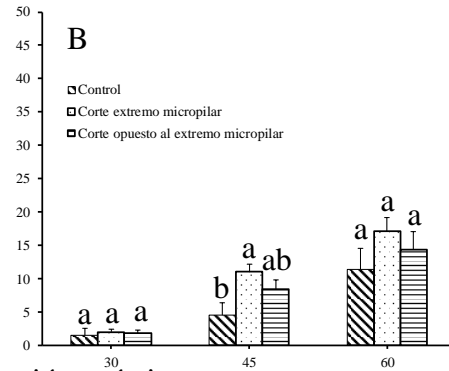 50
B
45
40
Control
35
Corte extremo micropilar
30
Corte opuesto al extremo micropilar
25
20
15
10
5
0
a a a
b a ab
a a a
30 45 60